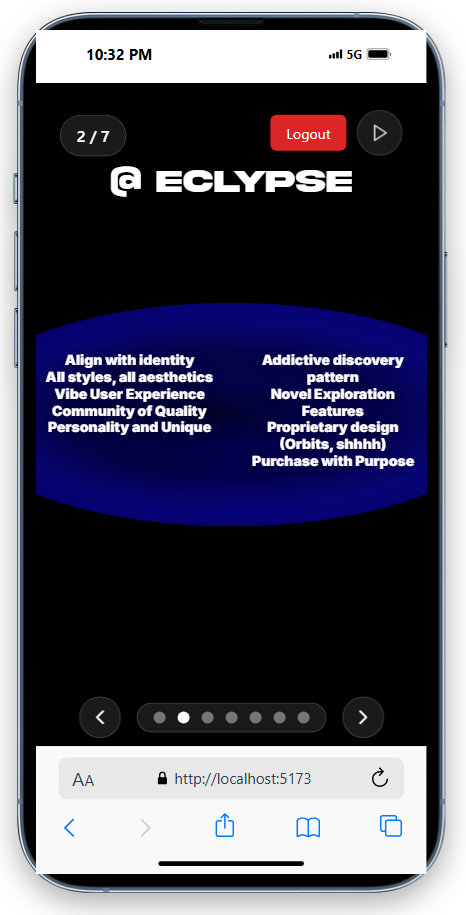 10:32 PM
5G
2 / 7
Logout
@ ECLYPSE
Align with identity
All styles, all aesthetics
Vibe User Experience
Community of Quality
Personality and Unique
Addictive discovery
pattern
Novel Exploration
Features
Proprietary design
(Orbits, shhhh)
Purchase with Purpose
AA
http://localhost:5173